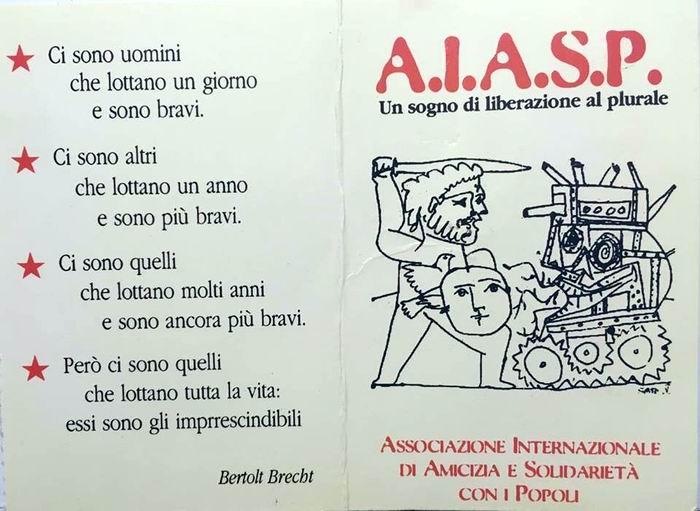 Ci sono uomini
che lottano un giorno
e sono bravi.
Ci sono altri
che lottano un anno
e sono più bravi.
Ci sono quelli
che lottano molti anni
e sono ancora più bravi.
Però ci sono quelli
che lottano tutta la vita:
essi sono gli imprrescindibili
Bertolt Brecht
A.I.A.S.P.
Un sogno di liberazione al plurale
ASSOCIAZIONE INTERNAZIONALE
DI AMICIZIA E SOLIDARIETÀ
CON I POPOLI